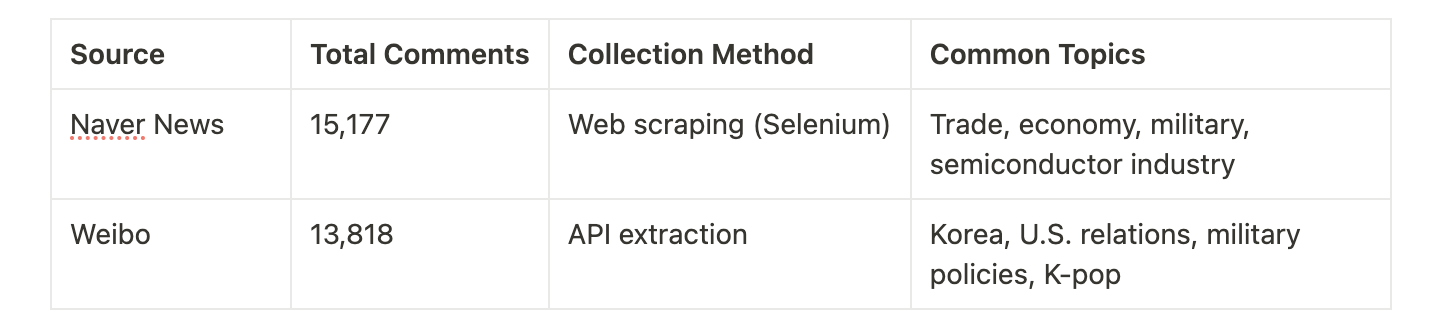 Source Total Comments Collection Method Common Topics
Naver News 15,177 Web scraping (Selenium) Trade, economy, military,
semiconductor industry
Weibo 13,818 API extraction Korea, U.S. relations, military
policies, K-pop